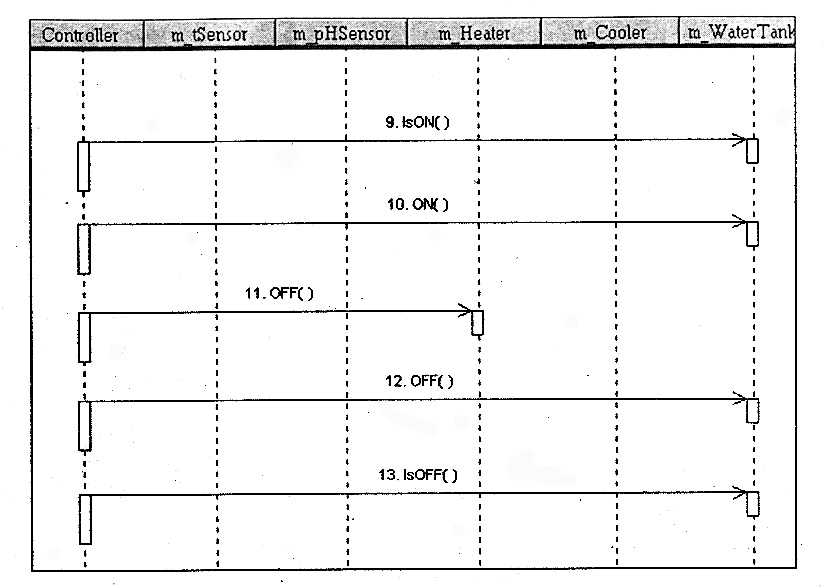 Controller m_tSensor m_pHSensor m_Heater m_Cooler m_WaterTank
9. IsON( )
10. ON( )
11. OFF( )
12. OFF( )
13. IsOFF( )